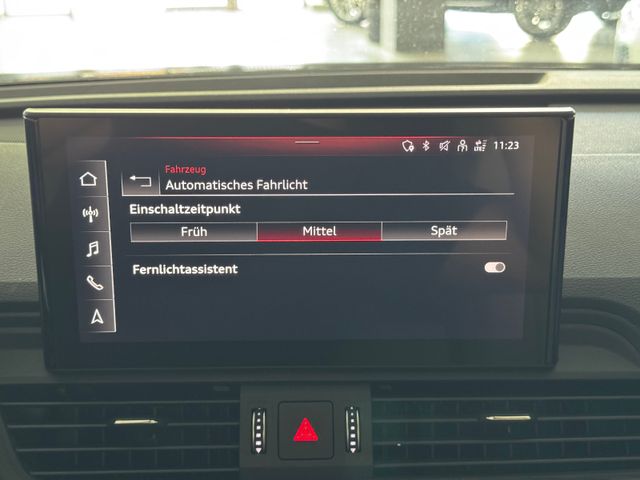 11:23
Fahrzeug
Automatisches Fahrlicht
Einschaltzeitpunkt
Früh Mittel Spät
Fernlichtassistent